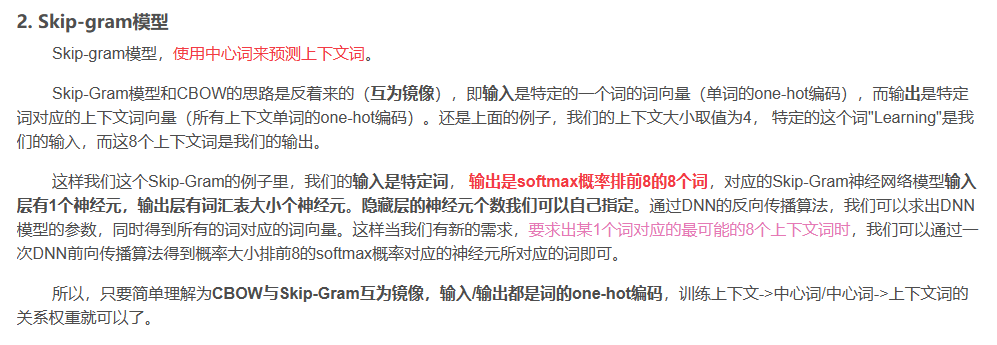 2. Skip-gram模型
Skip-gram模型，使用中心词来预测上下文词。
Skip-Gram模型和CBOW的思路是反着来的（互为镜像），即输入是特定的一个词的词向量（单词的one-hot编码），而输出是特定
词对应的上下文词向量（所有上下文单词的one-hot编码）。还是上面的例子，我们的上下文大小取值为4， 特定的这个词"Learning"是我
们的输入，而这8个上下文词是我们的输出。
这样我们这个Skip-Gram的例子里，我们的输入是特定词， 输出是softmax概率排前8的8个词，对应的Skip-Gram神经网络模型输入
层有1个神经元，输出层有词汇表大小个神经元。隐藏层的神经元个数我们可以自己指定。通过DNN的反向传播算法，我们可以求出DNN
模型的参数，同时得到所有的词对应的词向量。这样当我们有新的需求，要求出某1个词对应的最可能的8个上下文词时，我们可以通过一
次DNN前向传播算法得到概率大小排前8的softmax概率对应的神经元所对应的词即可。
所以，只要简单理解为CBOW与Skip-Gram互为镜像，输入/输出都是词的one-hot编码，训练上下文->中心词/中心词->上下文词的
关系权重就可以了。